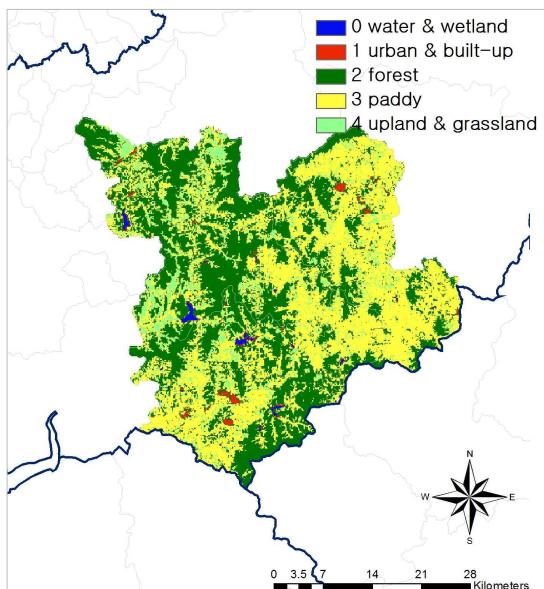 0 water & wetland
1 urban & built-up
2 forest
3 paddy
4 upland & grassland
N
W E
S
0 3.5 7 14 21 28
Kilometers